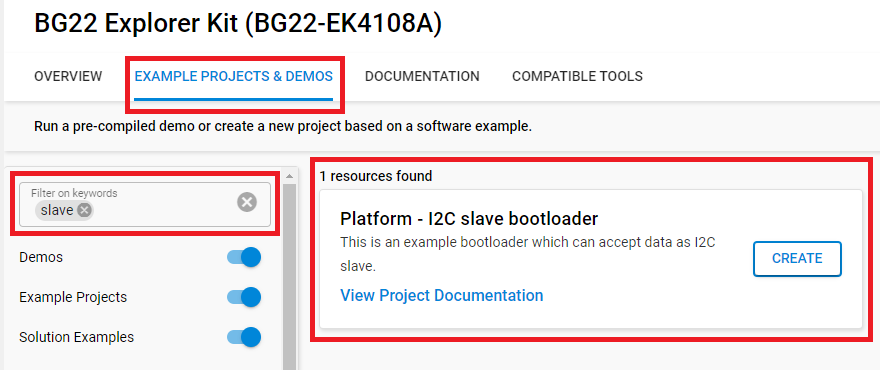 BG22 Explorer Kit (BG22-EK4108A)
OVERVIEW EXAMPLE PROJECTS & DEMOS DOCUMENTATION COMPATIBLE TOOLS
Run a pre-compiled demo or create a new project based on a software example.
Filter on keywords
slave
Demos
Example Projects
Solution Examples
1 resources found
Platform - I2C slave bootloader
This is an example bootloader which can accept data as I2C
slave.
View Project Documentation
CREATE